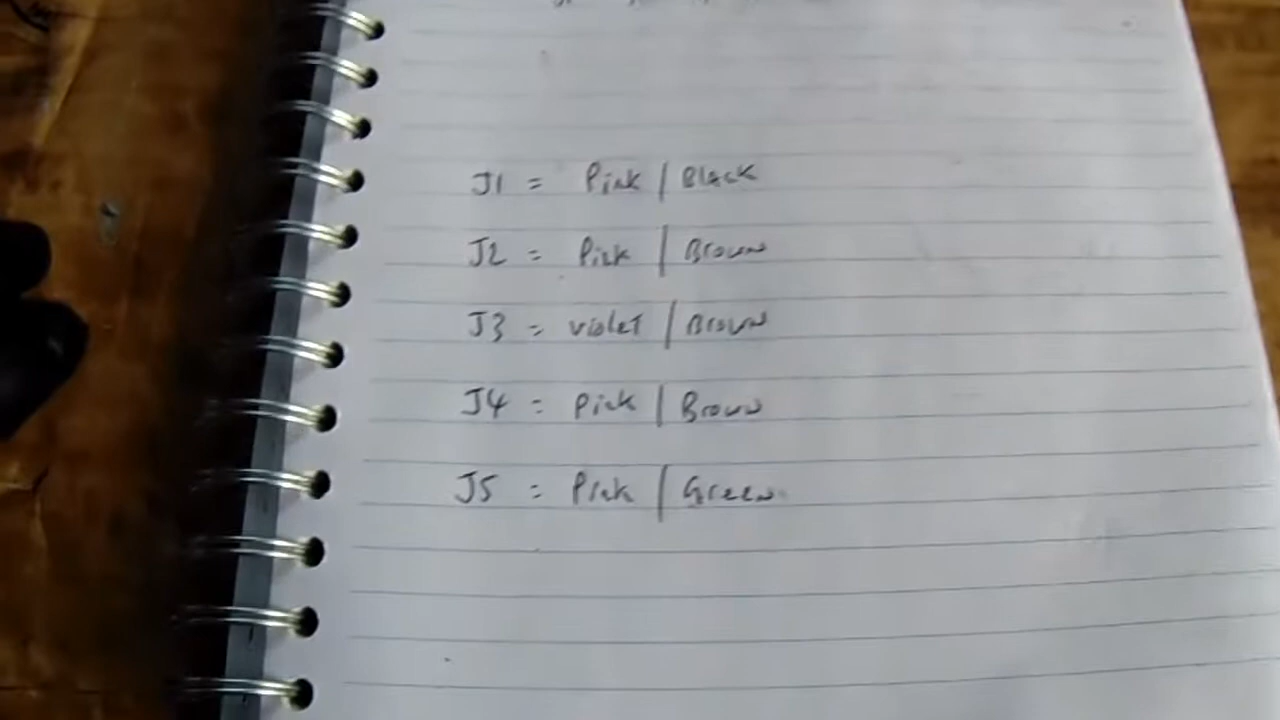 J1 = Pink | Black
J2 = Pink | Brown
J3 = violet | Brown
J4 = Pink | Brown
J5 = Pink | Green